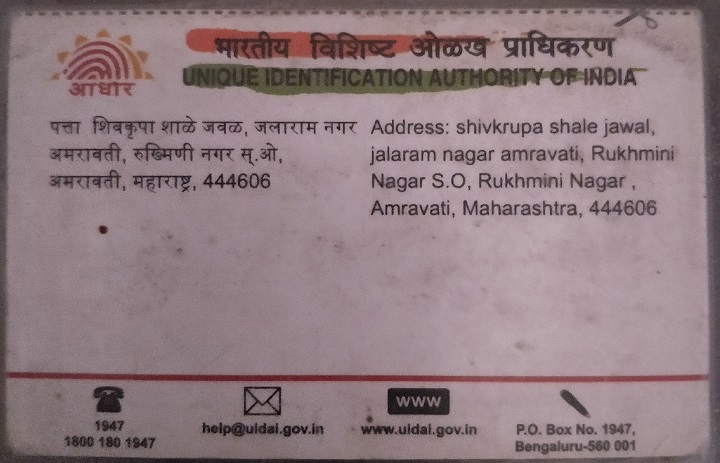 भारतीय विशिष्ट ओळख प्राधिकरण
UNIQUE IDENTIFICATION AUTHORITY OF INDIA
आधार
पत्ता शिवकृपा शाळे जवळ, जलाराम नगर
अमरावती, रुख्मिणी नगर स्.ओ,
अमरावती, महाराष्ट्र, 444606
Address: shivkrupa shale jawal,
jalaram nagar amravati, Rukhmini
Nagar S.O, Rukhmini Nagar ,
Amravati, Maharashtra, 444606
1947
1800 180 1947
help@uidai.gov.in
www
www.uidai.gov.in
P.O. Box No. 1947,
Bengaluru-560 001